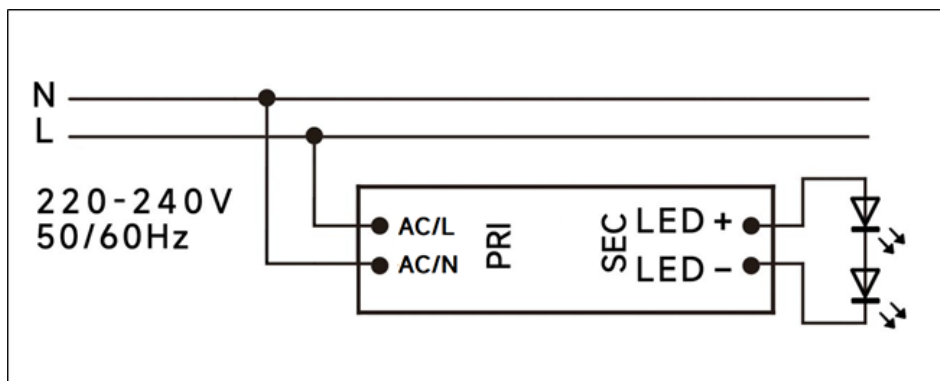 N
L
220-240V
50/60Hz
AC/L
AC/N
PRI
SEC
LED +
LED -